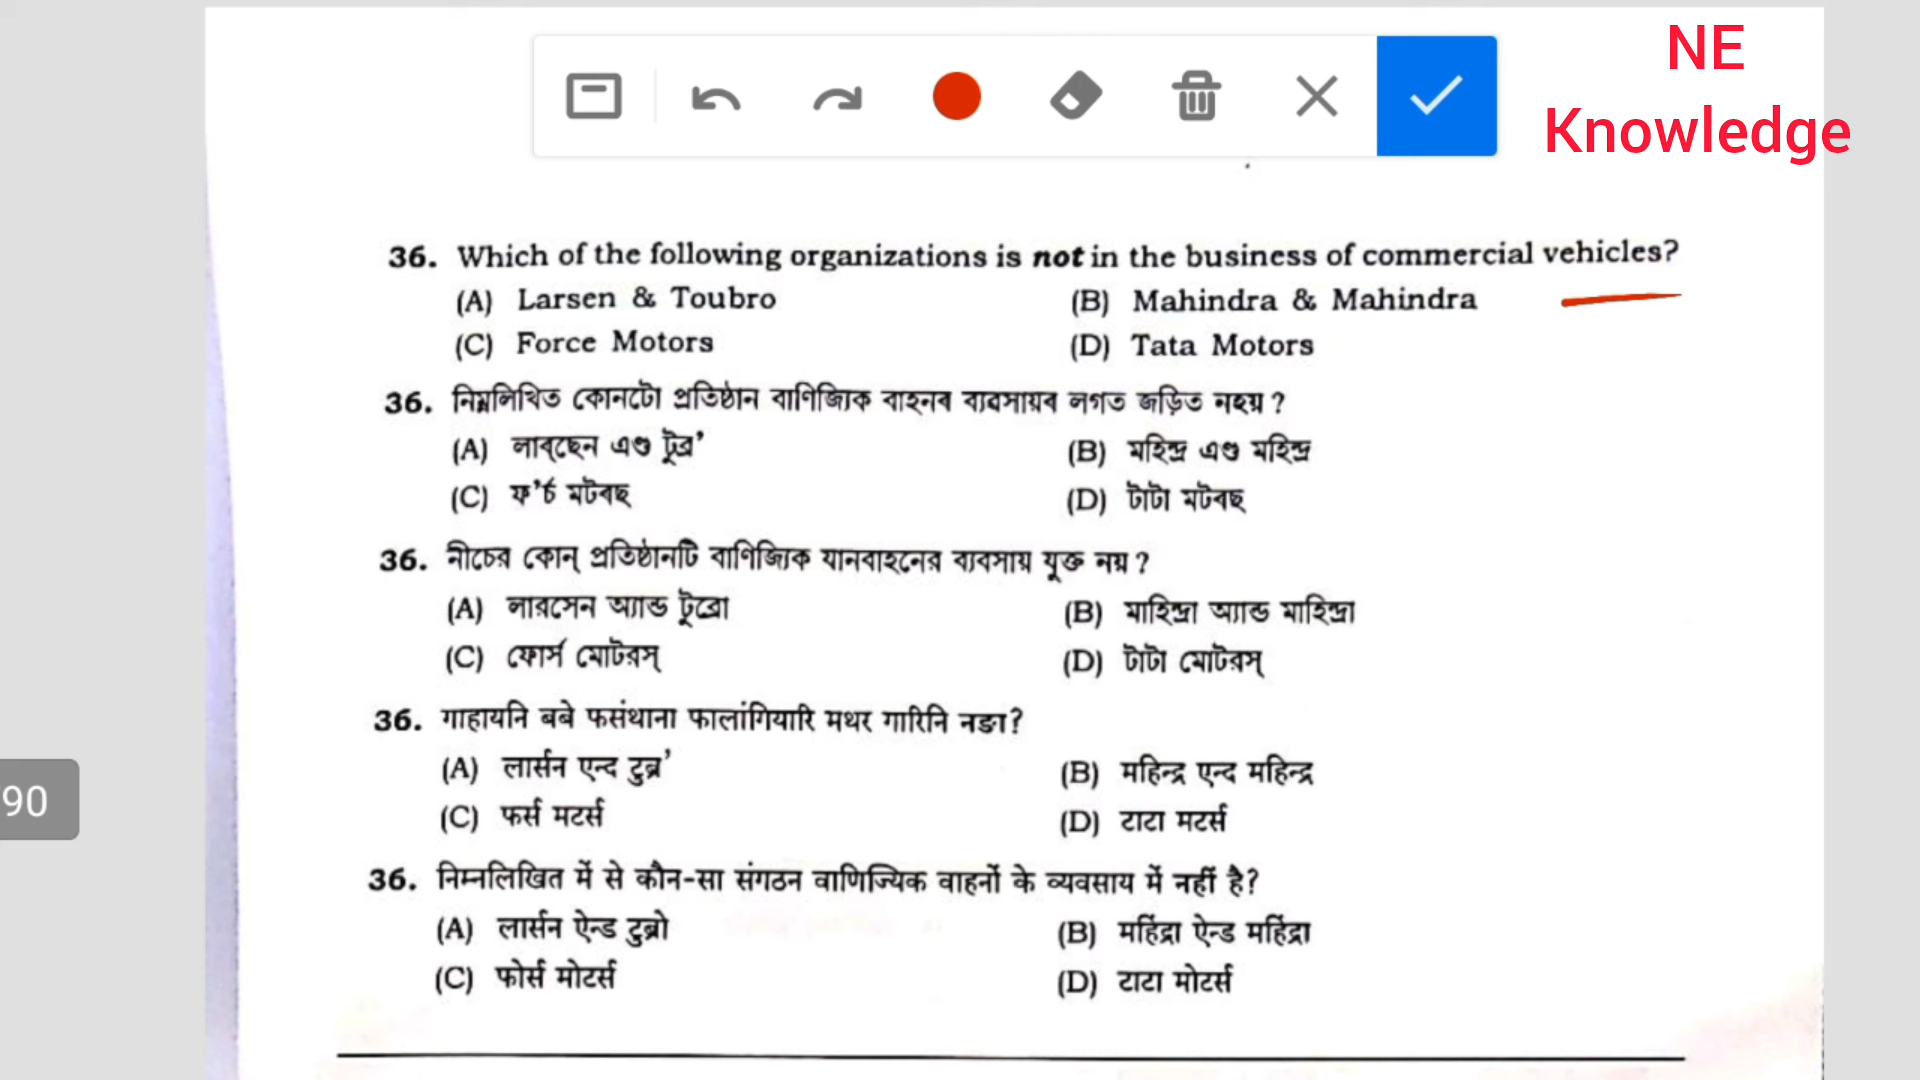 NE
Knowledge
36. Which of the following organizations is not in the business of commercial vehicles?
(A) Larsen & Toubro (B) Mahindra & Mahindra
(C) Force Motors (D) Tata Motors
36. নিম্নলিখিত কোনটো প্ৰতিষ্ঠান বাণিজ্যিক বাহনৰ ব্যৱসায়ৰ লগত জড়িত নহয় ?
(A) লাৰ্ছেন এণ্ড টুব্ৰ’ (B) মহিন্দ্ৰ এণ্ড মহিন্দ্ৰ
(C) ফ’ৰ্চ মটৰছ (D) টাটা মটৰছ
36. নীচের কোন্ প্রতিষ্ঠানটি বাণিজ্যিক যানবাহনের ব্যবসায় যুক্ত নয় ?
(A) লারসেন অ্যান্ড টুব্রো (B) মাহিন্দ্রা অ্যান্ড মাহিন্দ্রা
(C) ফোর্স মোটরস্ (D) টাটা মোটরস্
36. गाहायनि बबे फसंथाना फालांगियारि मथर गारिनि नङा?
(A) लार्सन एन्द टुब्र’ (B) महिन्द्र एन्द महिन्द्र
(C) फर्स मटर्स (D) टाटा मटर्स
90
36. निम्नलिखित में से कौन-सा संगठन वाणिज्यिक वाहनों के व्यवसाय में नहीं है?
(A) लार्सन ऐन्ड टुब्रो (B) महिंद्रा ऐन्ड महिंद्रा
(C) फोर्स मोटर्स (D) टाटा मोटर्स